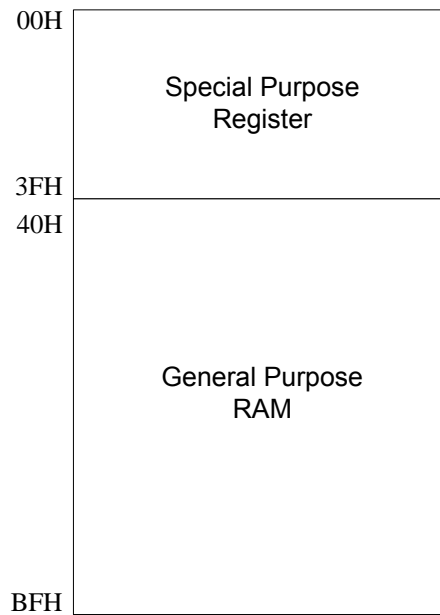 00H
Special Purpose
Register
3FH
40H
General Purpose
RAM
BFH